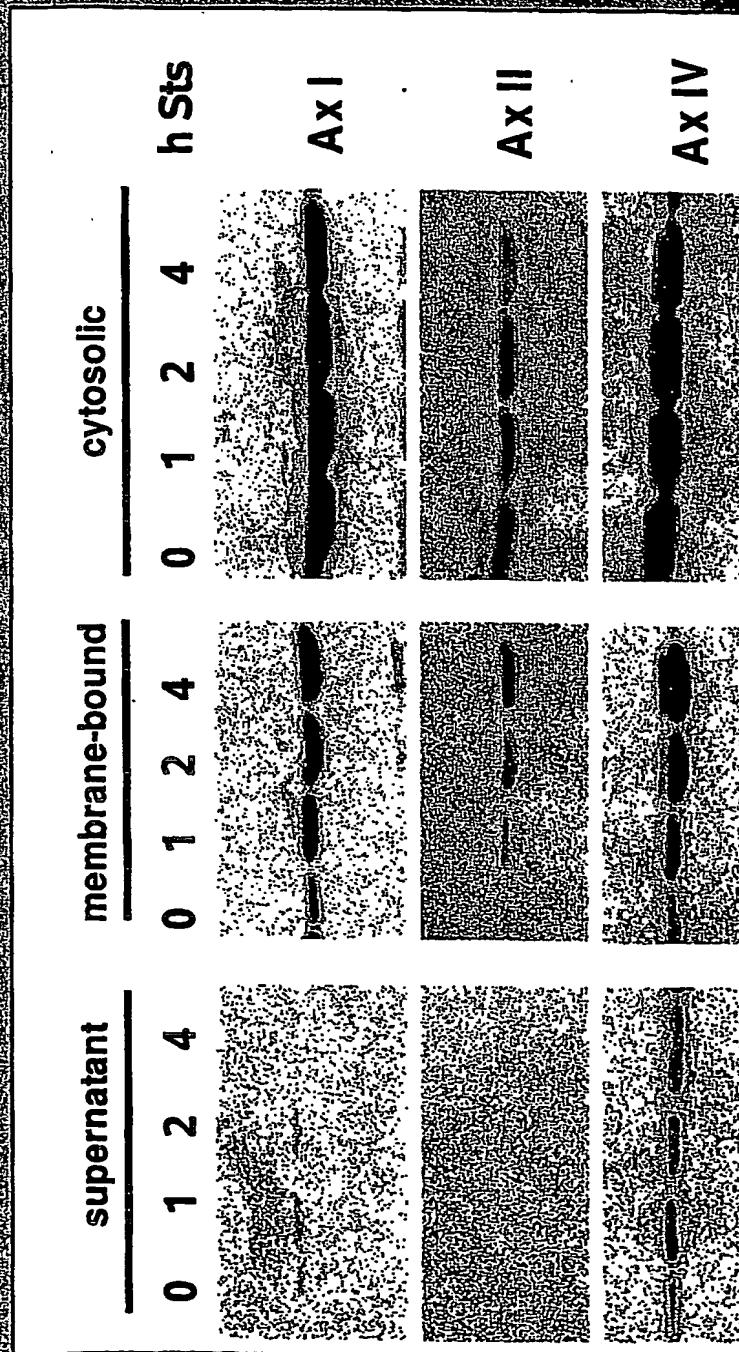 supernatant membrane-bound cytosolic
0 1 2 4 0 1 2 4 0 1 2 4 h Sts
Ax I
Ax II
Ax IV